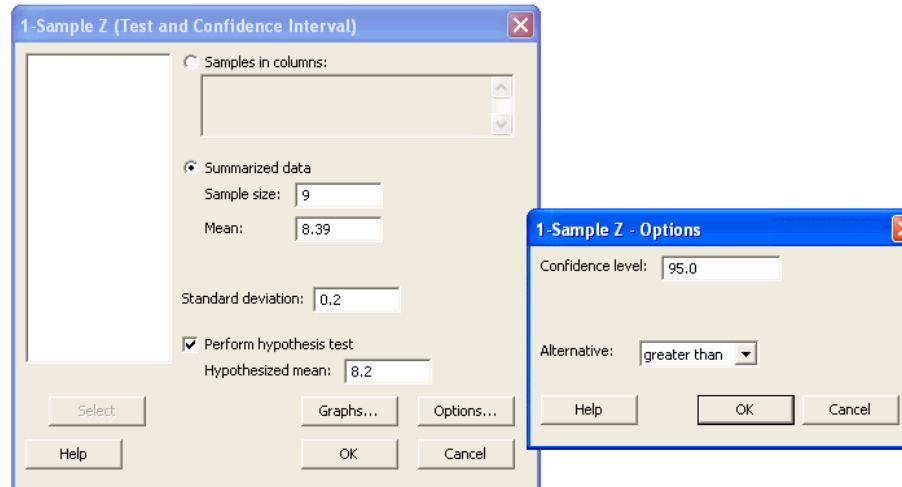 1-Sample Z (Test and Confidence Interval)
Samples in columns:
Summarized data
Sample size: 9
Mean: 8.39
Standard deviation: 0.2
Perform hypothesis test
Hypothesized mean: 8.2
Select
Graphs...
Options...
Help
OK
Cancel
1-Sample Z - Options
Confidence level: 95.0
Alternative: greater than
Help
OK
Cancel